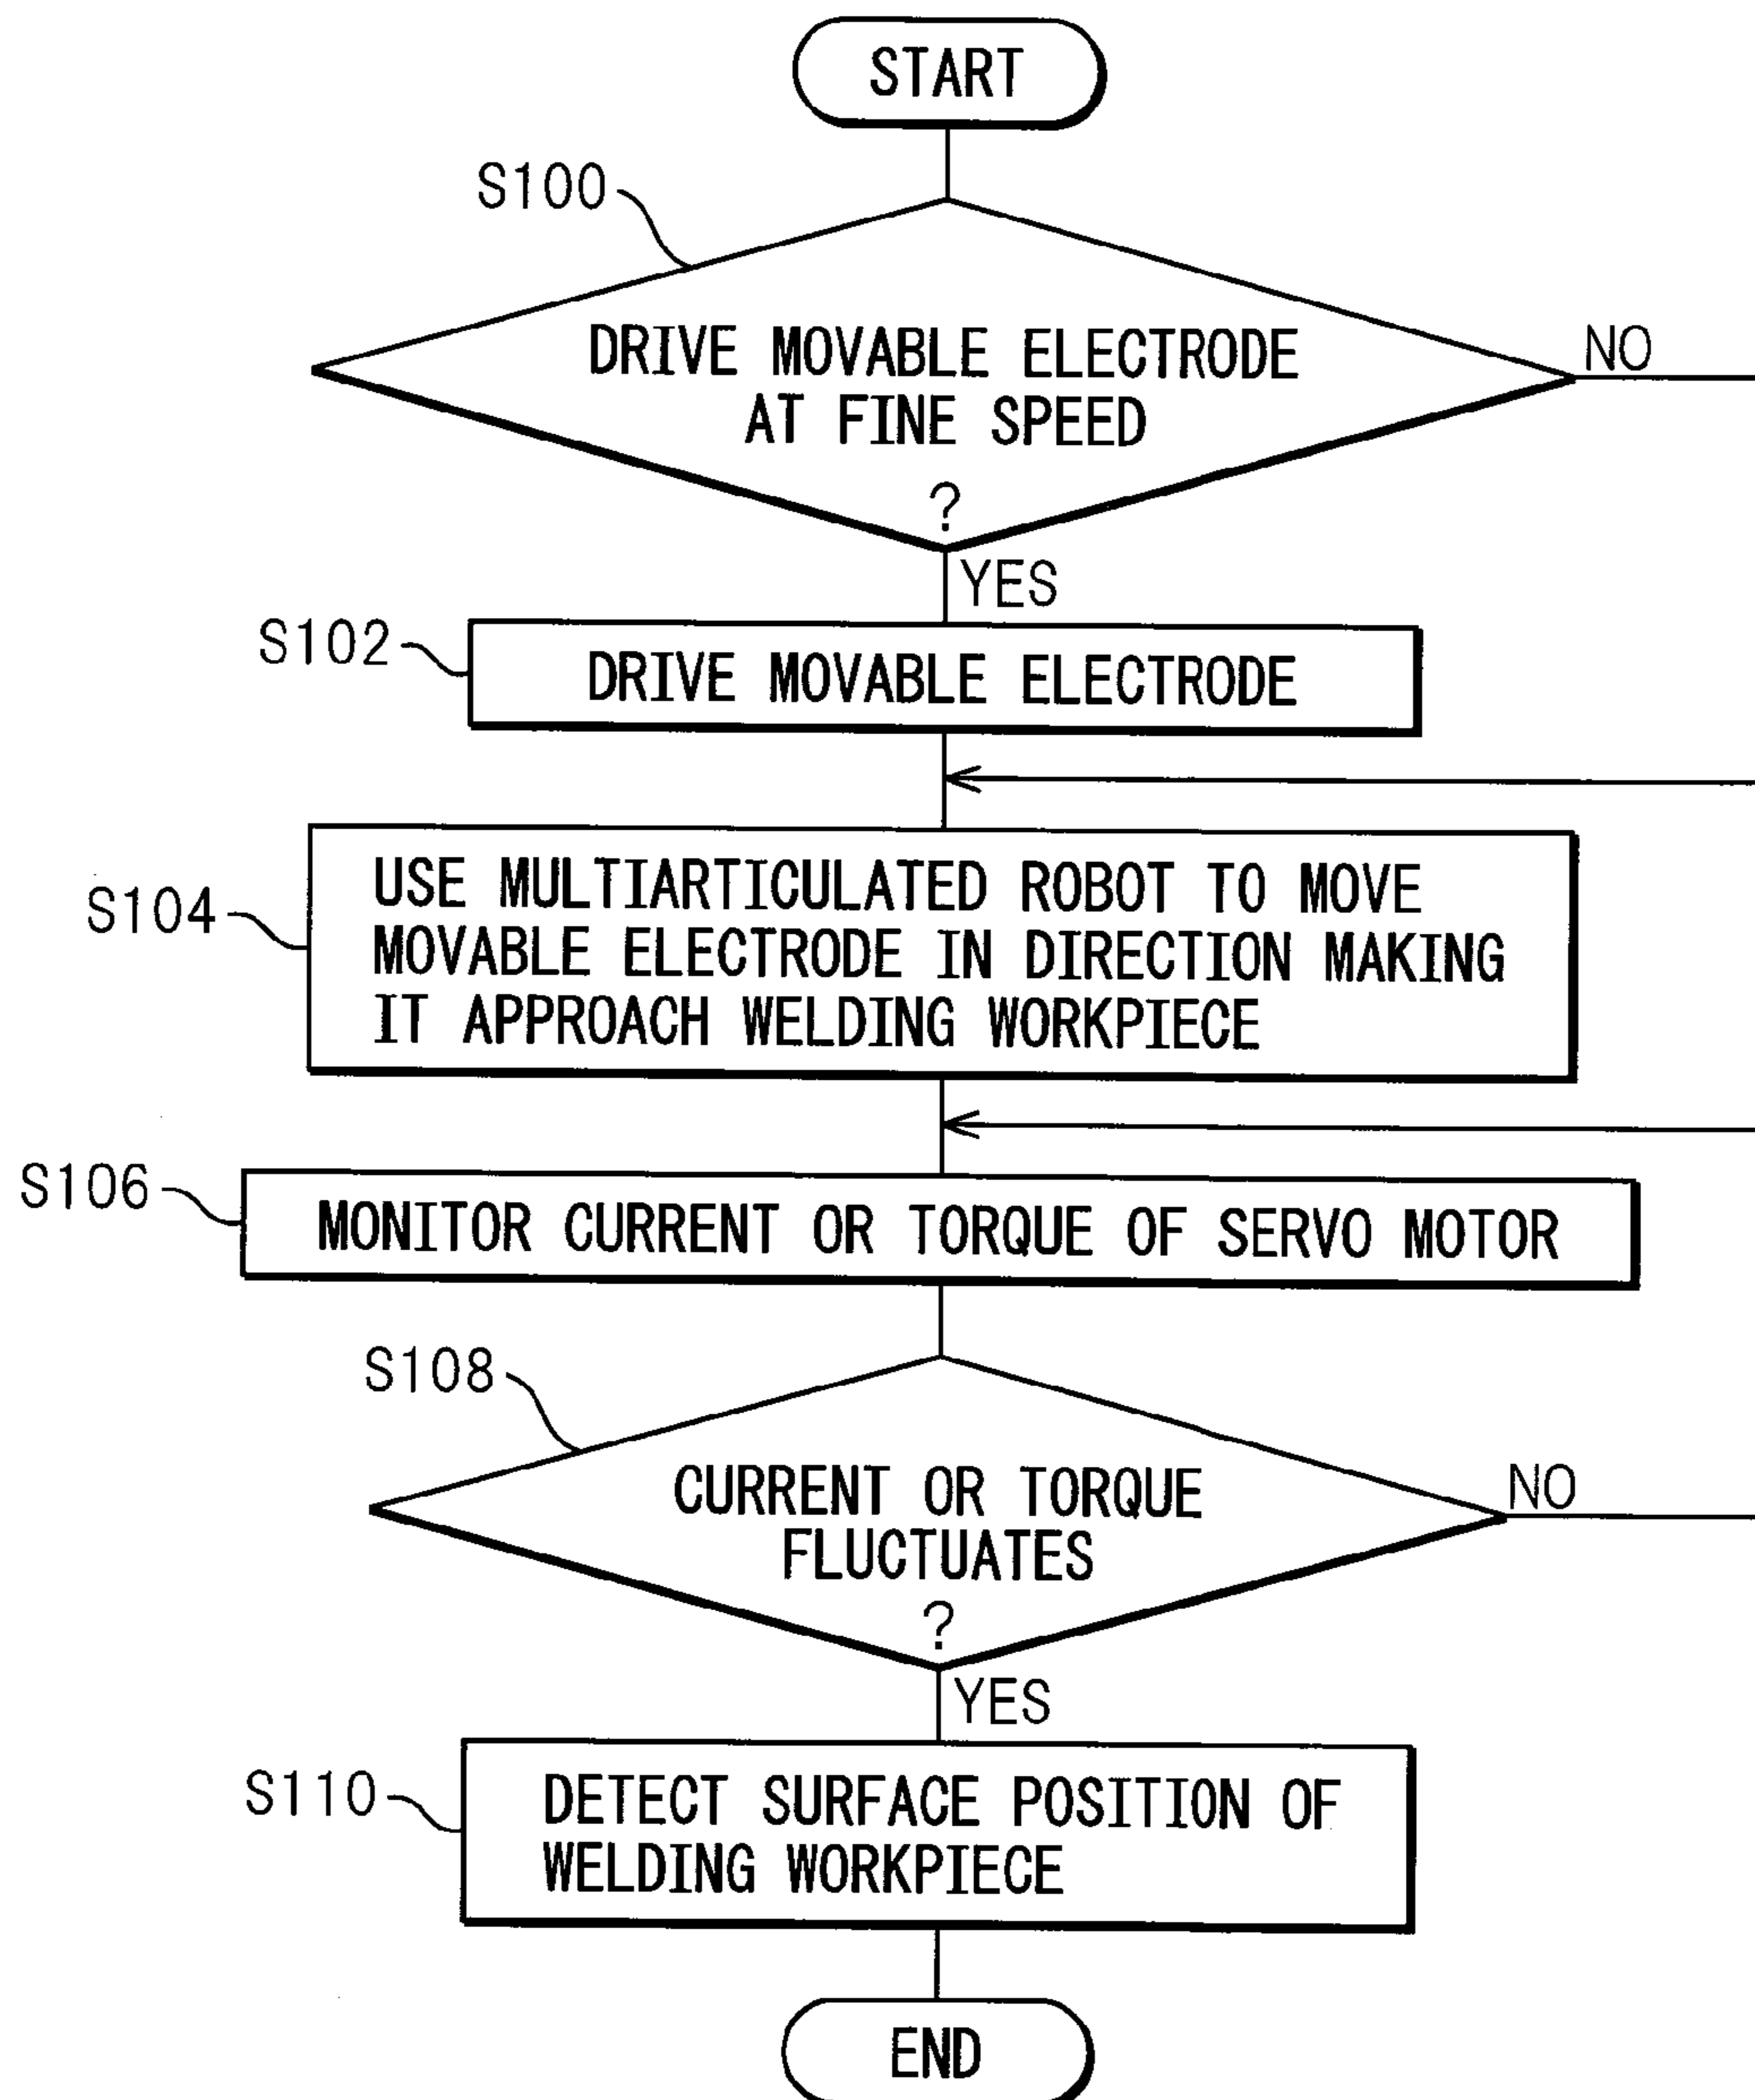 START
S100
DRIVE MOVABLE ELECTRODE
AT FINE SPEED
?
NO
YES
S102
DRIVE MOVABLE ELECTRODE
S104
USE MULTIARTICULATED ROBOT TO MOVE
MOVABLE ELECTRODE IN DIRECTION MAKING
IT APPROACH WELDING WORKPIECE
S106
MONITOR CURRENT OR TORQUE OF SERVO MOTOR
S108
CURRENT OR TORQUE
FLUCTUATES
?
NO
YES
S110
DETECT SURFACE POSITION OF
WELDING WORKPIECE
END